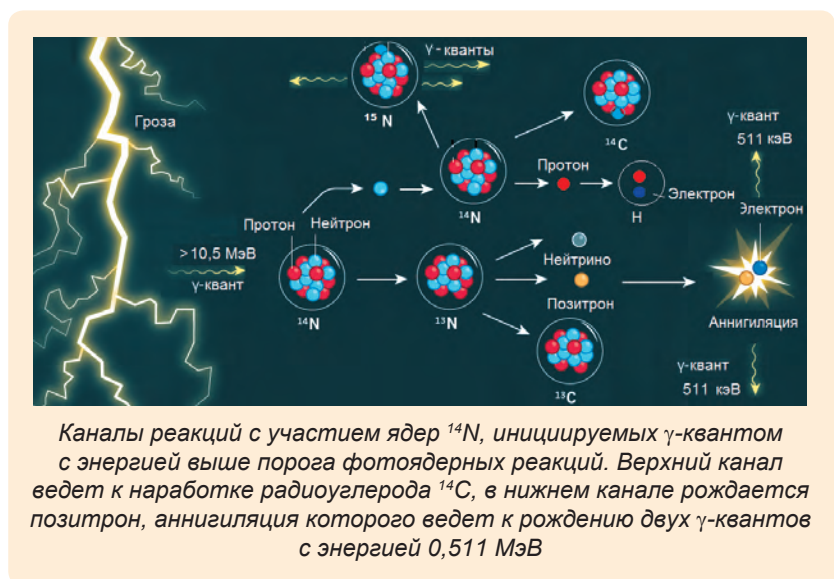 γ- кванты
Гроза
¹⁵ N
¹⁴C
γ-квант
511 кэВ
Протон
Электрон
H
¹⁴N
Электрон
Протон
Нейтрон
>10,5 МэВ
γ-квант
Нейтрино
Позитрон
¹⁴N
¹³N
Аннигиляция
¹³C
γ-квант
511 кэВ
Каналы реакций с участием ядер ¹⁴N, инициируемых γ-квантом
с энергией выше порога фотоядерных реакций. Верхний канал
ведет к наработке радиоуглерода ¹⁴C, в нижнем канале рождается
позитрон, аннигиляция которого ведет к рождению двух γ-квантов
с энергией 0,511 МэВ